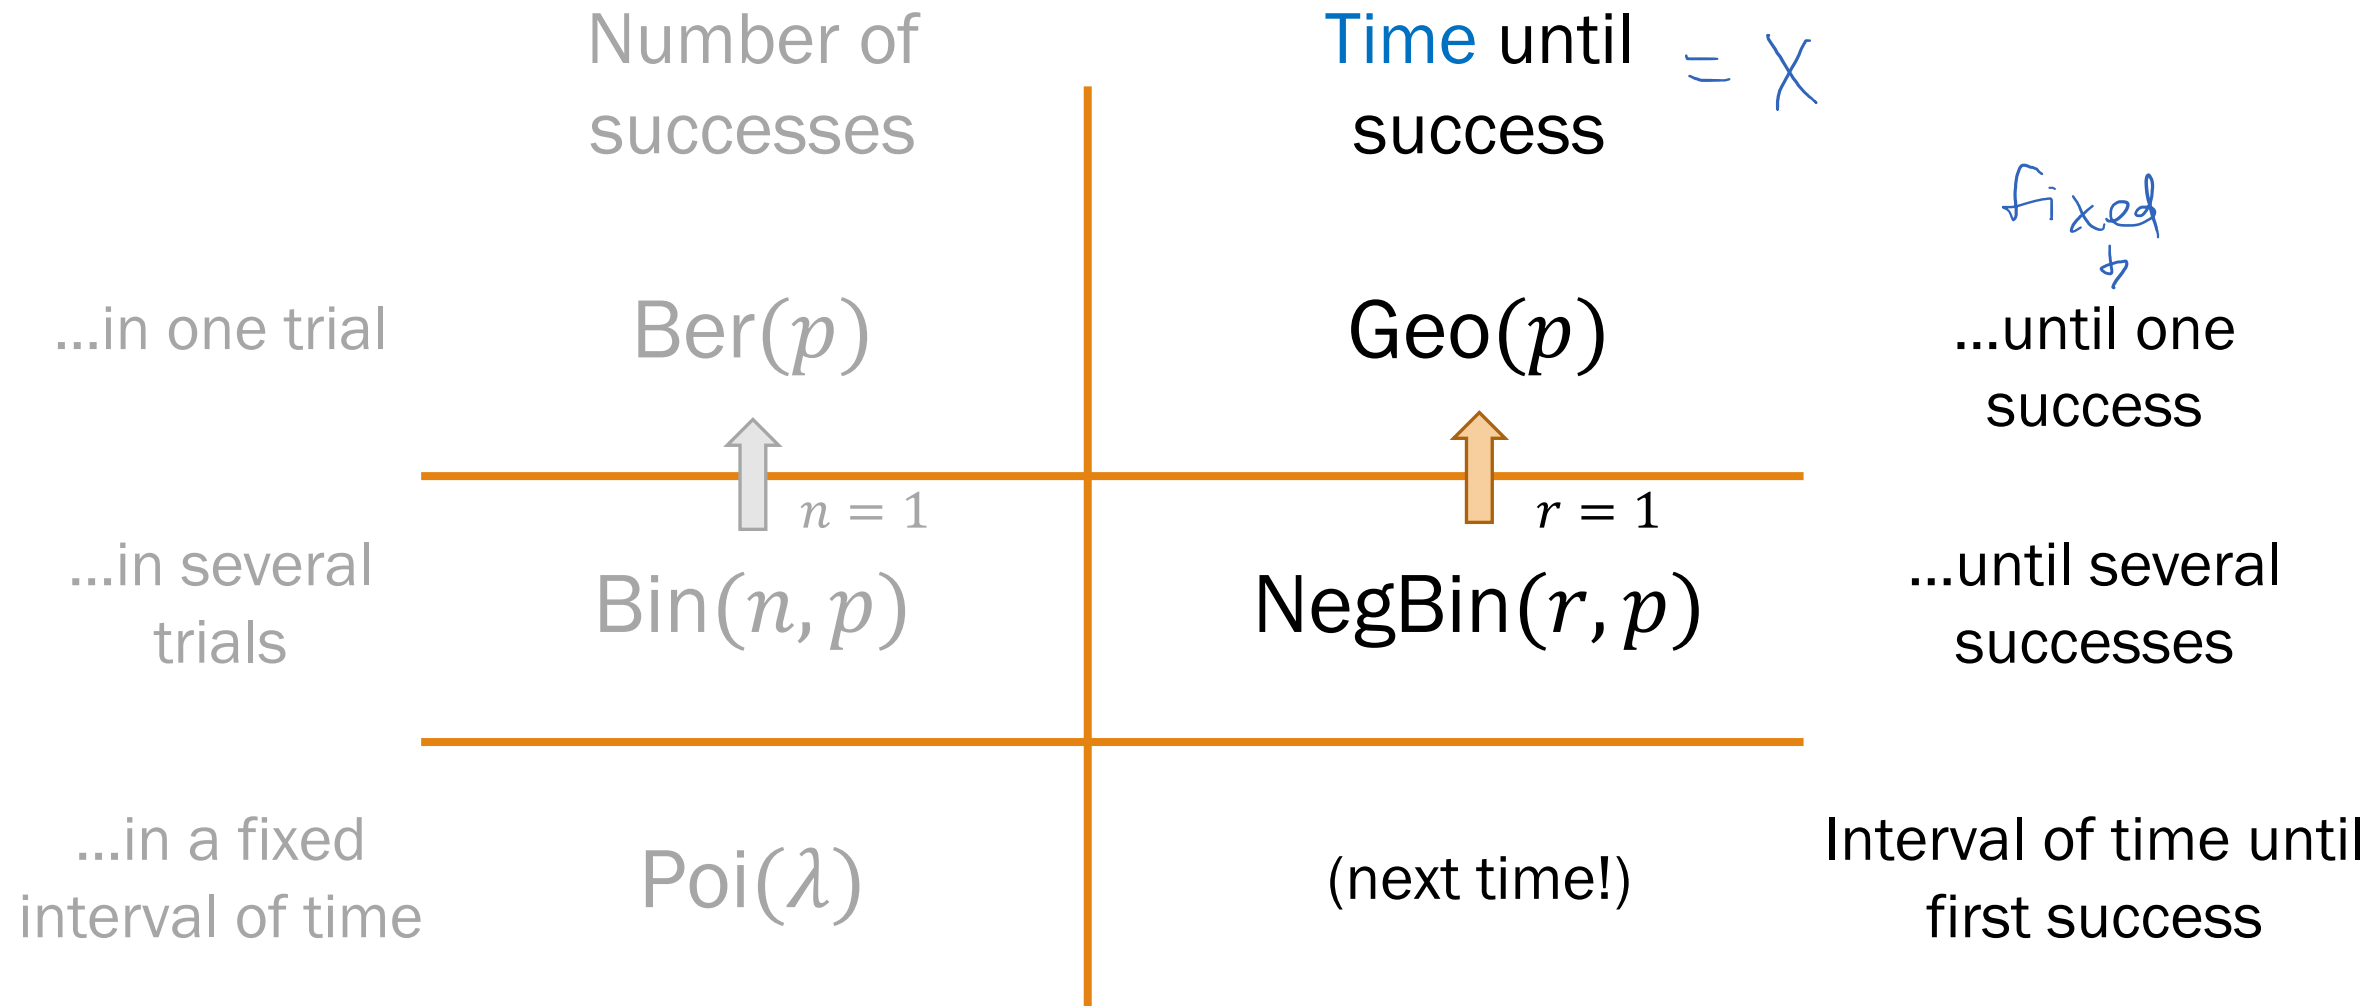 Number of
successes
Time until
success
= X
fixed
...in one trial
Ber(p)
Geo(p)
...until one
success
n = 1
r = 1
...in several
trials
Bin(n, p)
NegBin(r, p)
...until several
successes
...in a fixed
interval of time
Poi(λ)
(next time!)
Interval of time until
first success